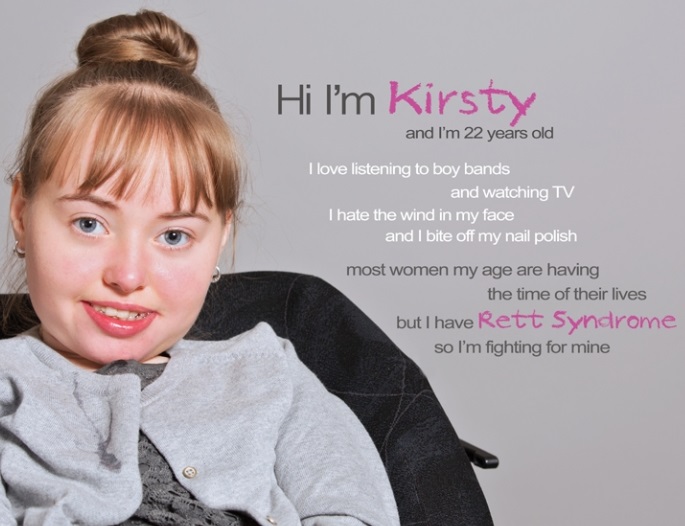 Hi I'm Kirsty
and I'm 22 years old
I love listening to boy bands
and watching TV
I hate the wind in my face
and I bite off my nail polish
most women my age are having
the time of their lives
but I have Rett Syndrome
so I'm fighting for mine